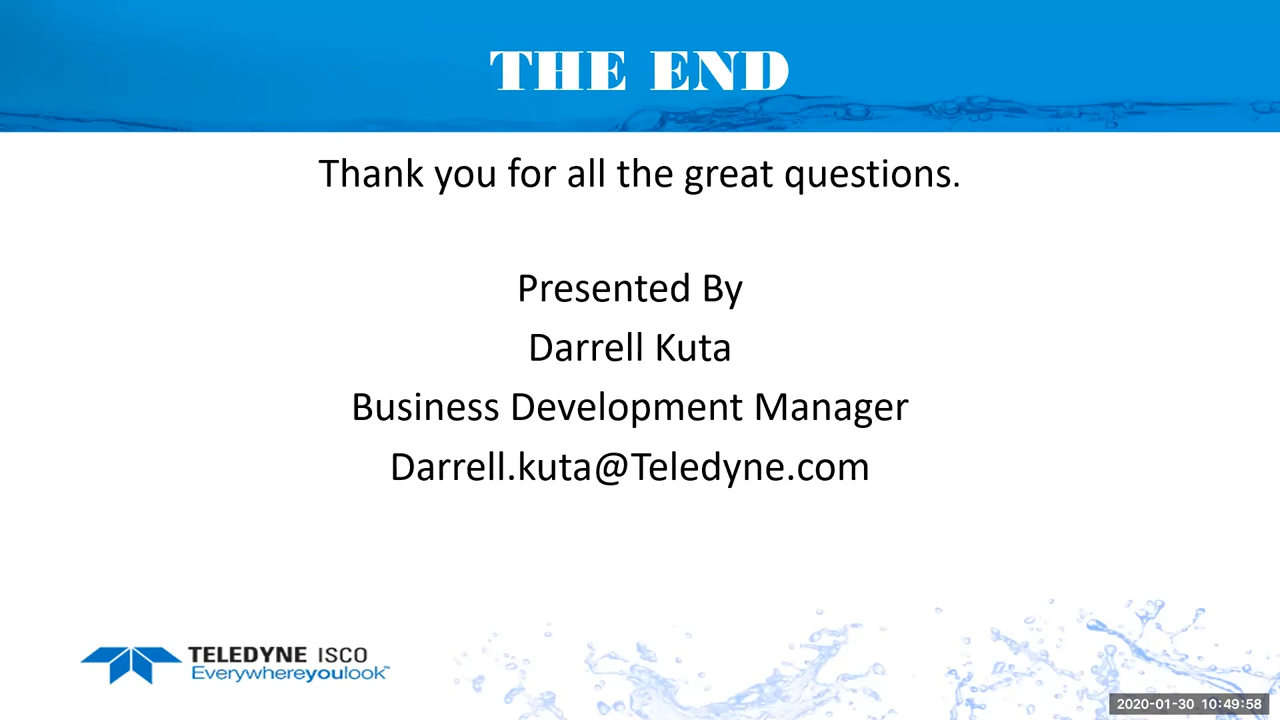 THE END
Thank you for all the great questions.
Presented By
Darrell Kuta
Business Development Manager
Darrell.kuta@Teledyne.com
TELEDYNE ISCO
Everywhereyoulook™
2020-01-30 10:49:58